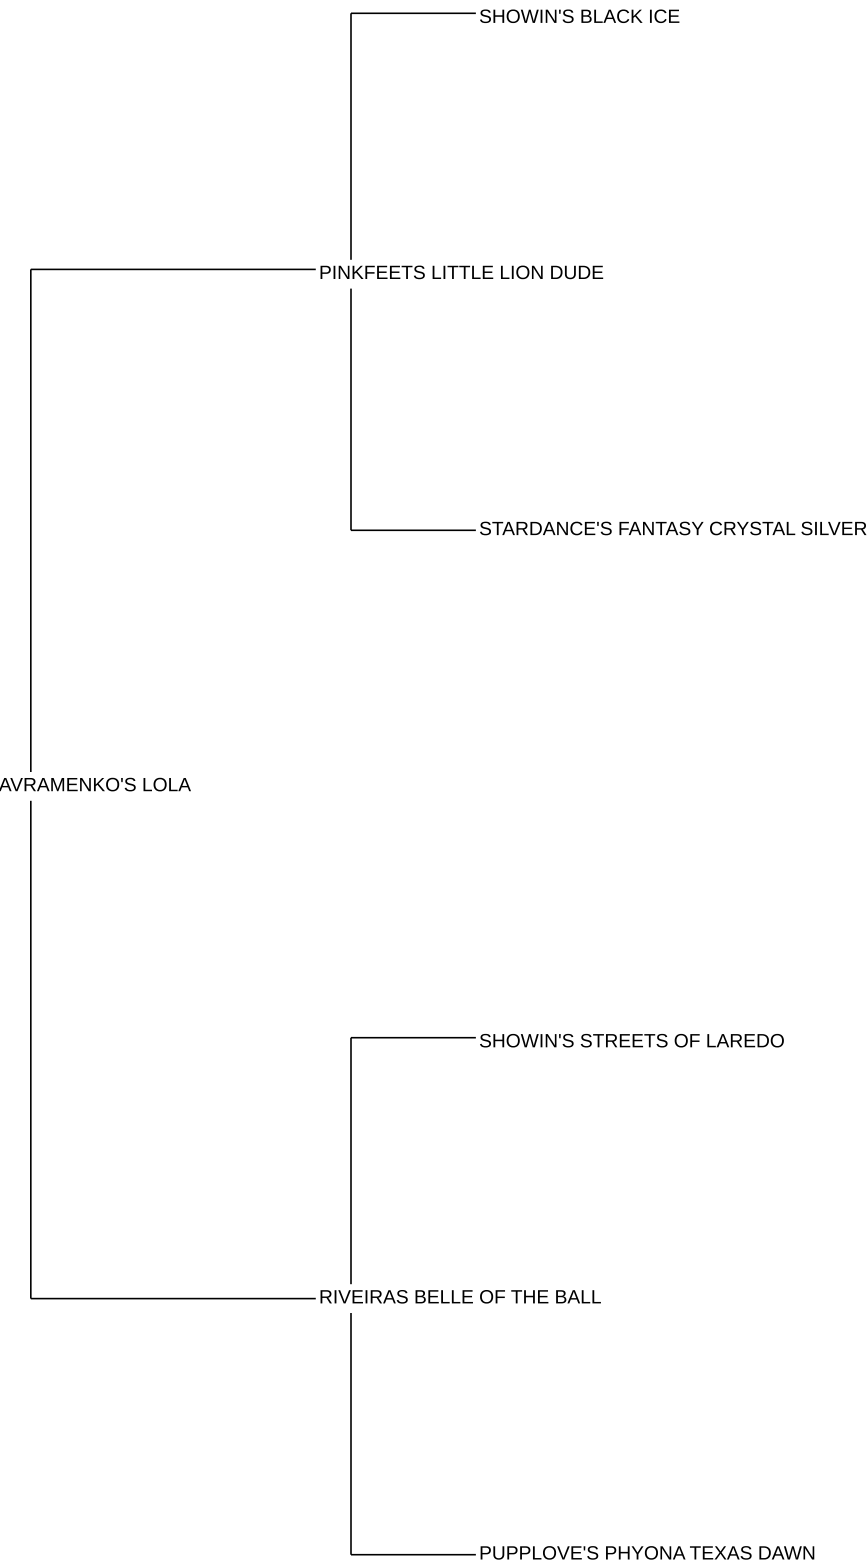 SHOWIN'S BLACK ICE
PINKFEETS LITTLE LION DUDE
STARDANCE'S FANTASY CRYSTAL SILVER
AVRAMENKO'S LOLA
SHOWIN'S STREETS OF LAREDO
RIVEIRAS BELLE OF THE BALL
PUPPLOVE'S PHYONA TEXAS DAWN